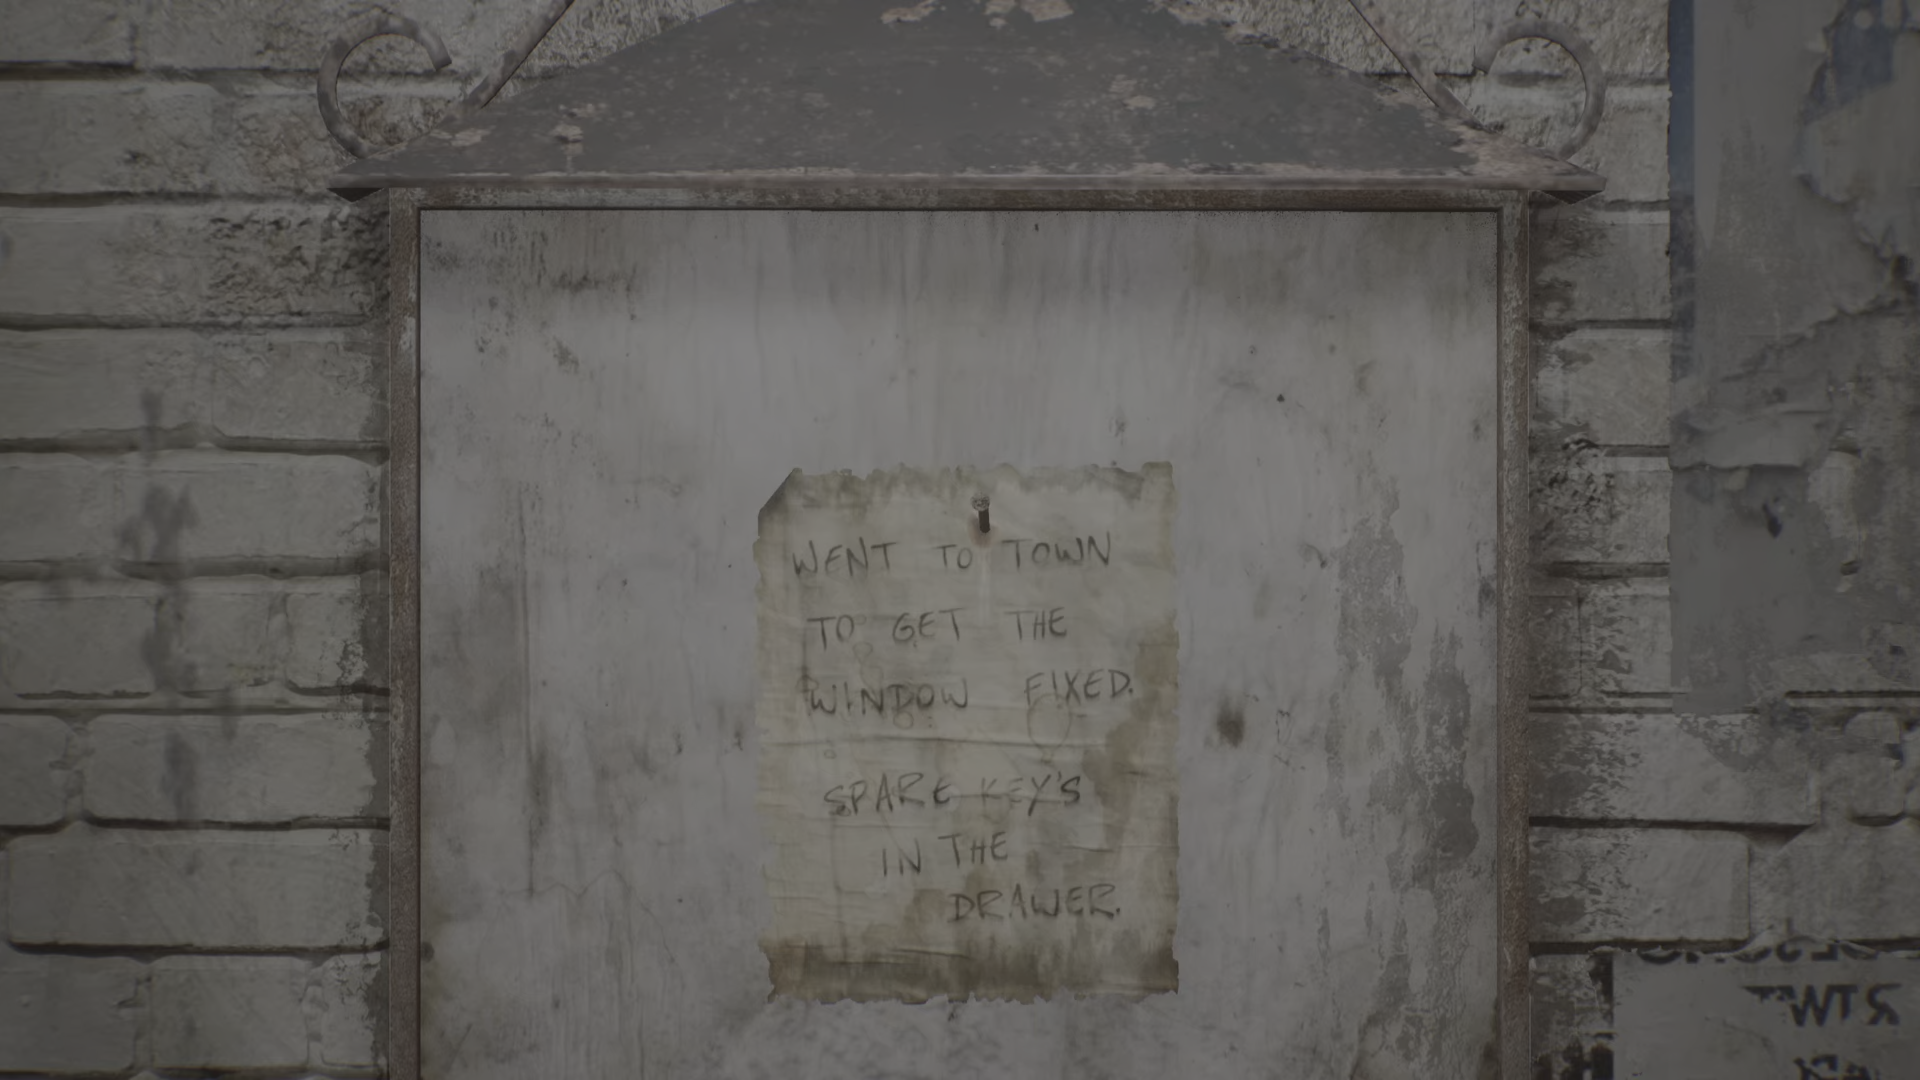 WENT TO TOWN
TO GET THE
WINDOW FIXED.
SPARE KEY'S
IN THE
DRAWER.